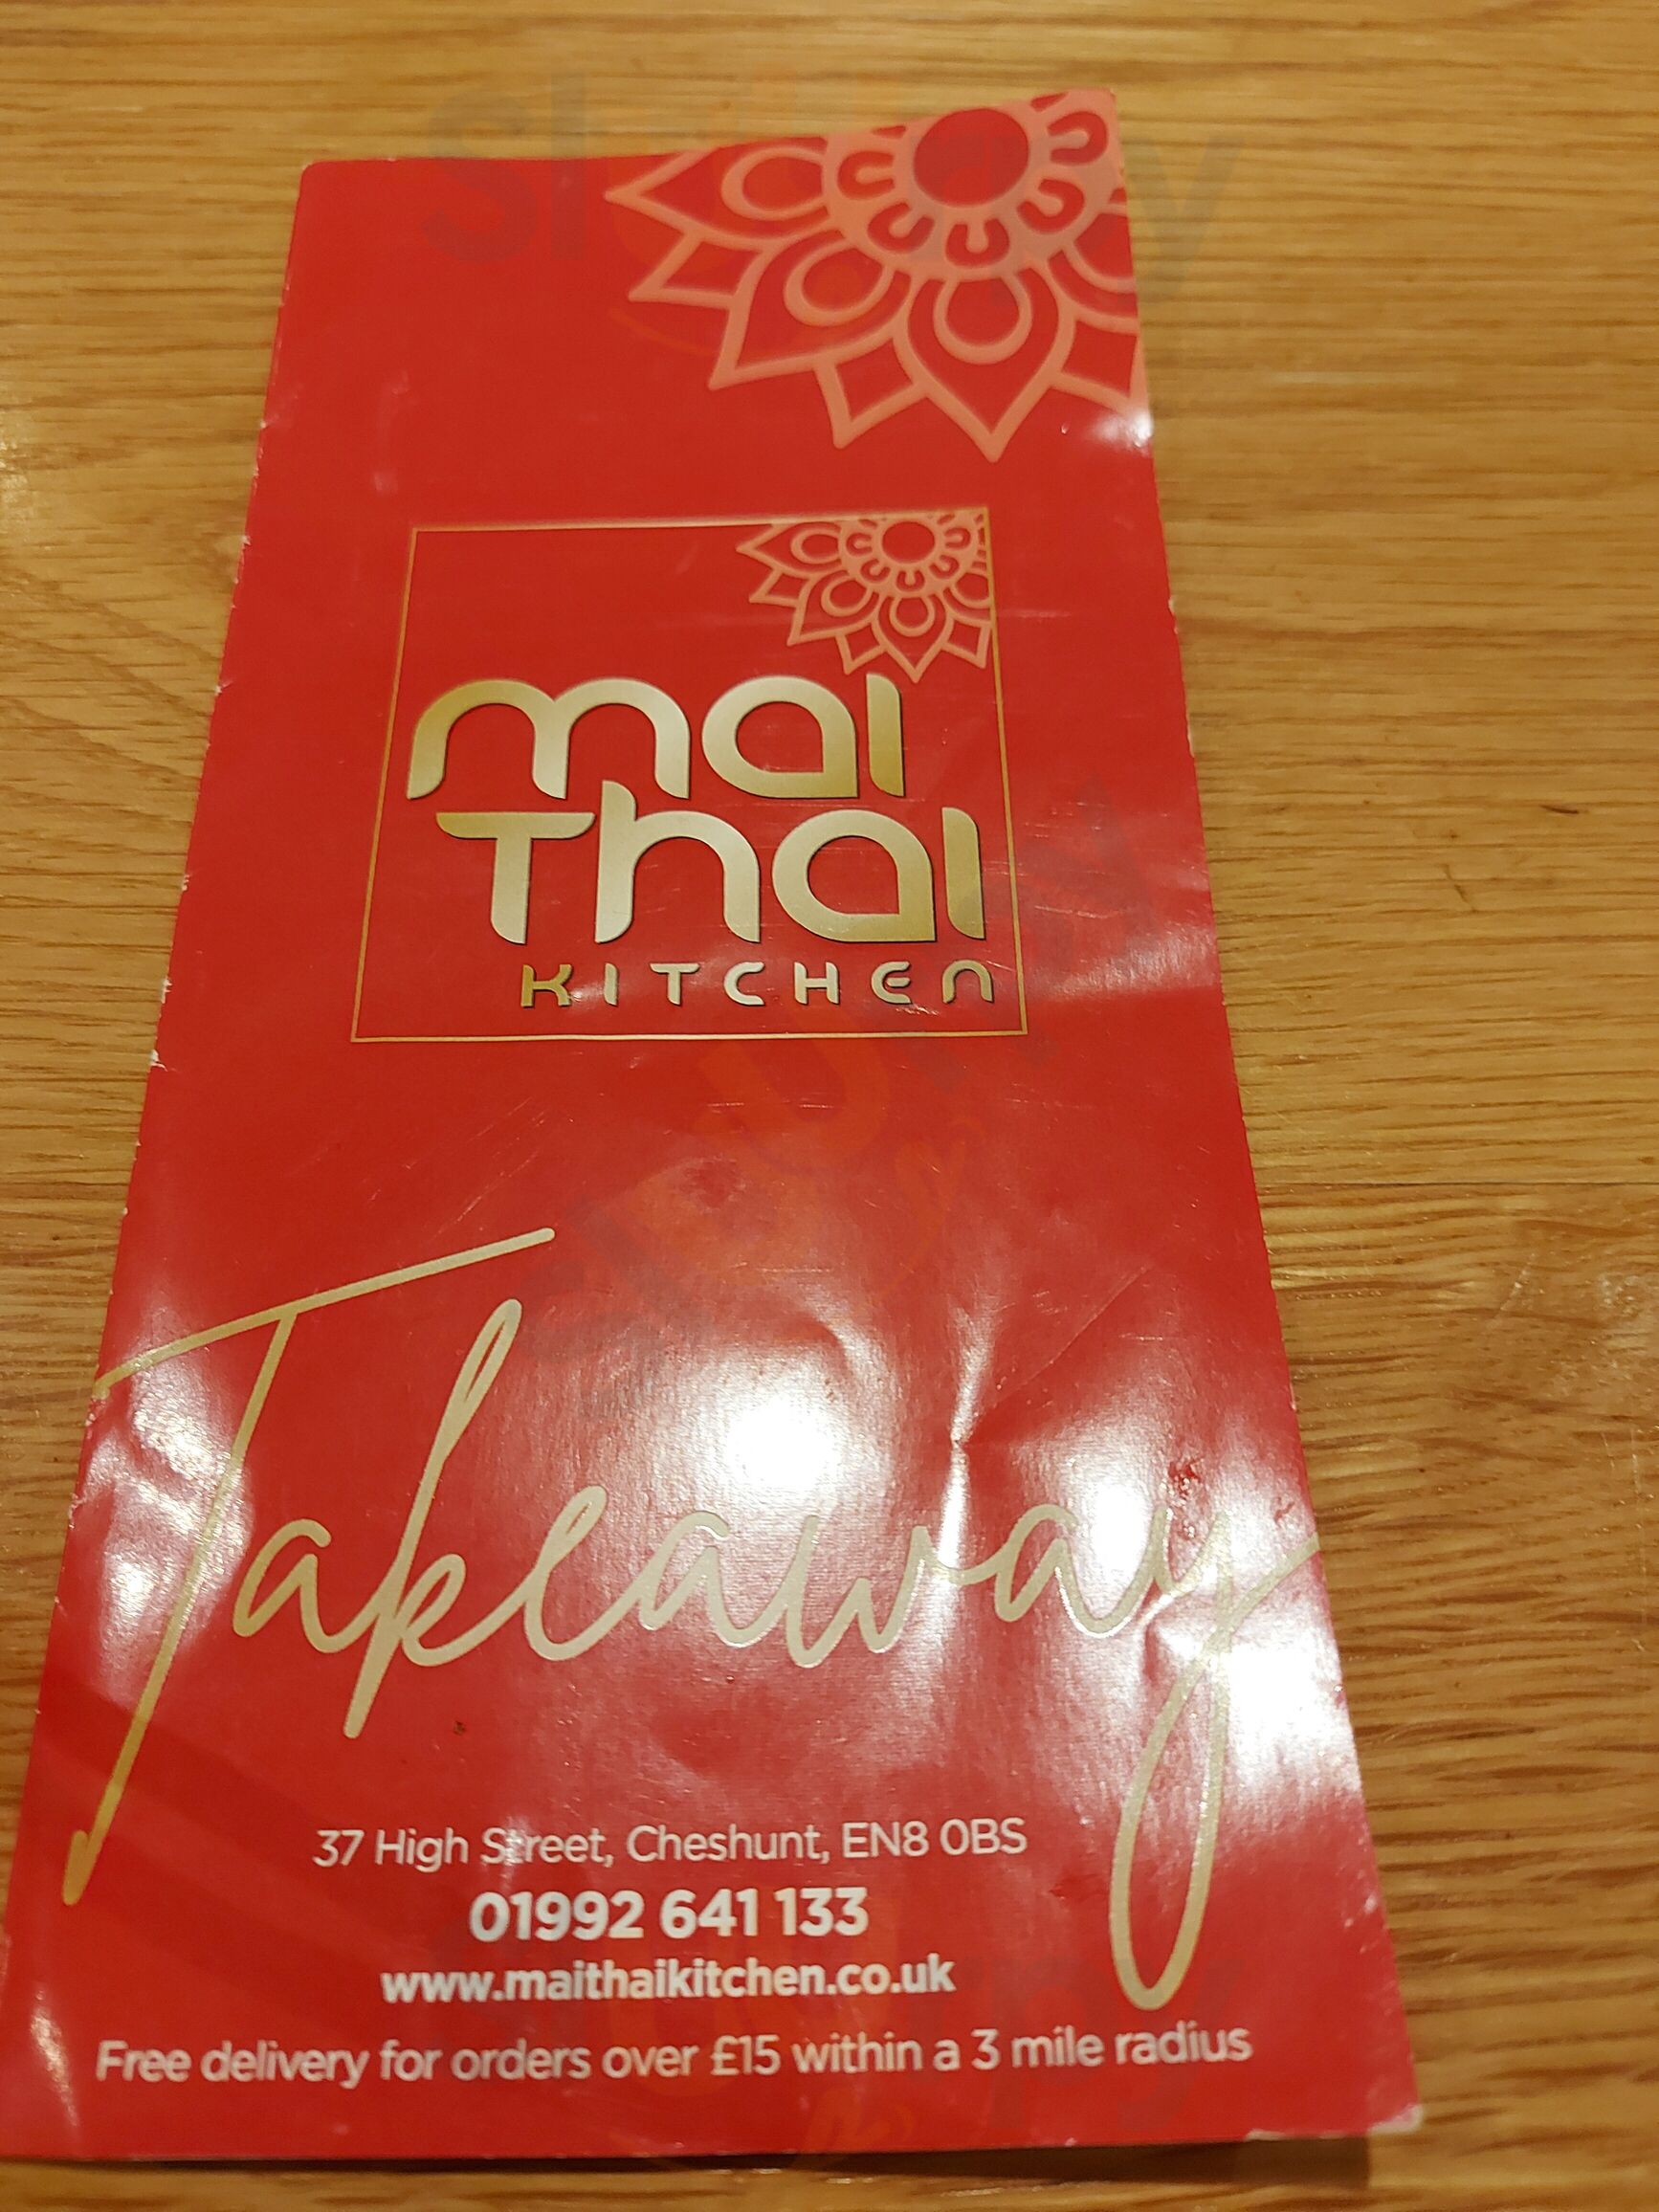 mai
Thai
KITCHEN
Takeaway
37 High Street, Cheshunt, EN8 0BS
01992 641 133
www.maithaikitchen.co.uk
Free delivery for orders over £15 within a 3 mile radius